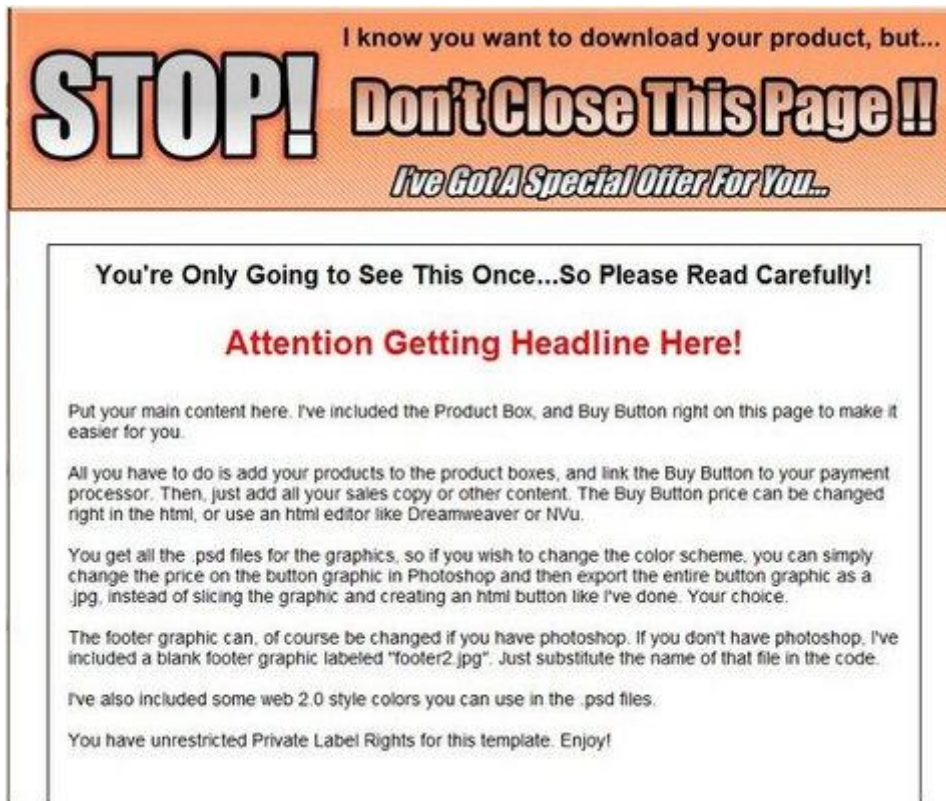 I know you want to download your product, but...
STOP!
Don't Close This Page !!
I've Got A Special Offer For You...
You're Only Going to See This Once...So Please Read Carefully!
Attention Getting Headline Here!
Put your main content here. I've included the Product Box, and Buy Button right on this page to make it
easier for you.
All you have to do is add your products to the product boxes, and link the Buy Button to your payment
processor. Then, just add all your sales copy or other content. The Buy Button price can be changed
right in the html, or use an html editor like Dreamweaver or NVu.
You get all the .psd files for the graphics, so if you wish to change the color scheme, you can simply
change the price on the button graphic in Photoshop and then export the entire button graphic as a
.jpg, instead of slicing the graphic and creating an html button like I've done. Your choice.
The footer graphic can, of course be changed if you have photoshop. If you don't have photoshop, I've
included a blank footer graphic labeled "footer2.jpg". Just substitute the name of that file in the code.
I've also included some web 2.0 style colors you can use in the .psd files.
You have unrestricted Private Label Rights for this template. Enjoy!